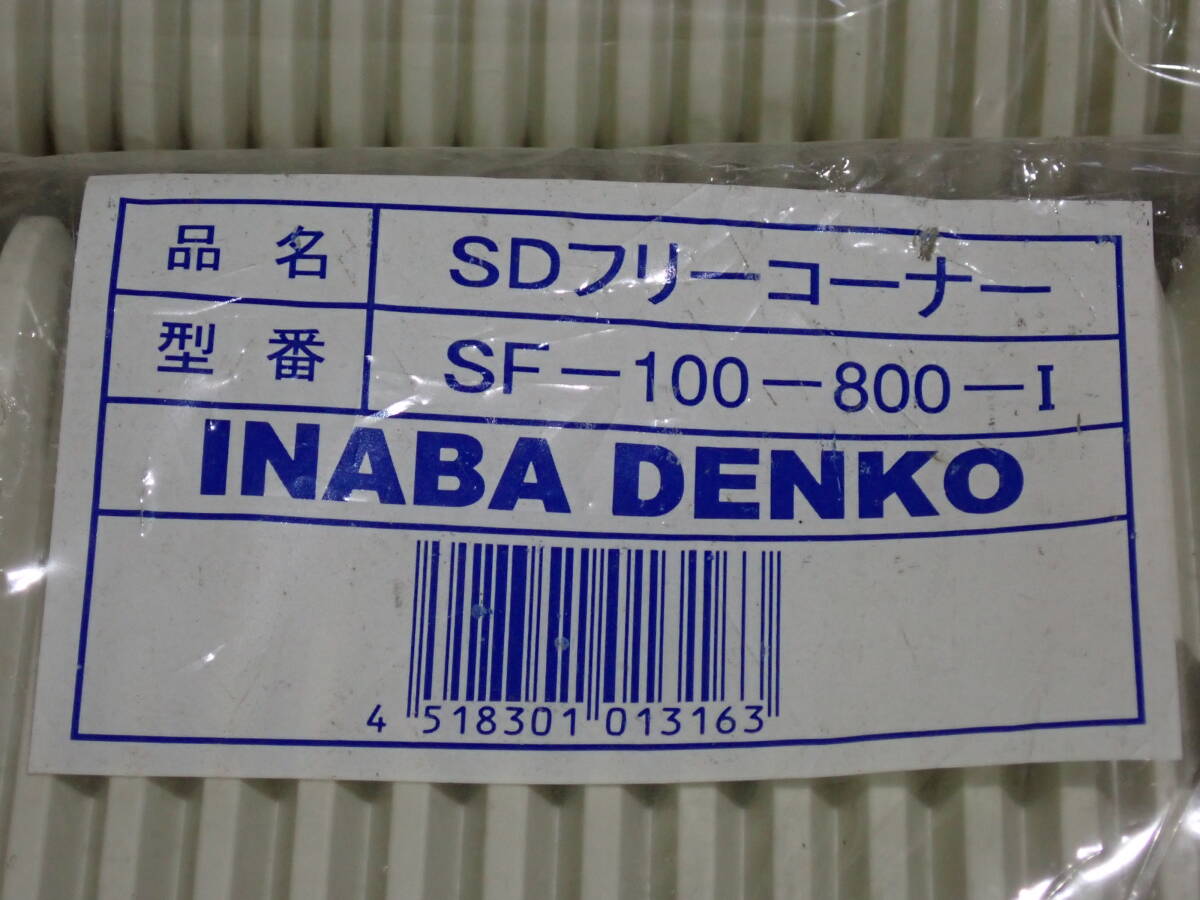 品名 SDフリーコーナー
型番 SF-100-800-I
INABA DENKO
4 518301 013163